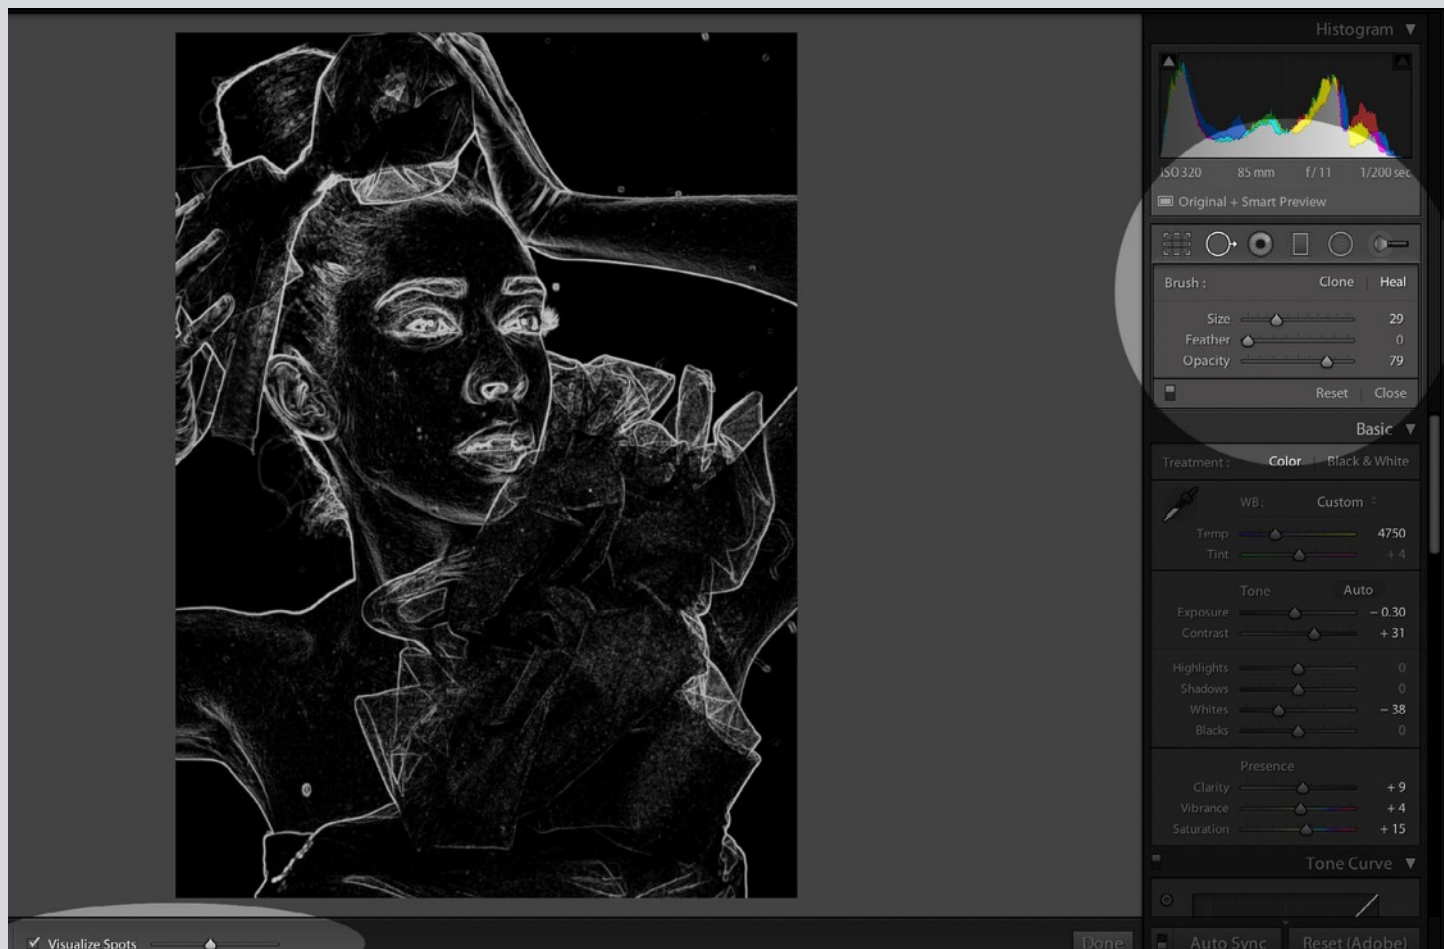 Histogram
ISO 320 85 mm f/11 1/200 sec
Original + Smart Preview
Brush : Clone | Heal
Size 29
Feather 0
Opacity 79
Reset | Close
Basic
Treatment : Color | Black & White
WB : Custom
Temp 4750
Tint + 4
Tone Auto
Exposure – 0.30
Contrast + 31
Highlights 0
Shadows 0
Whites – 38
Blacks 0
Presence
Clarity + 9
Vibrance + 4
Saturation + 15
Tone Curve
Visualize Spots
Done
Auto Sync
Reset (Adobe)